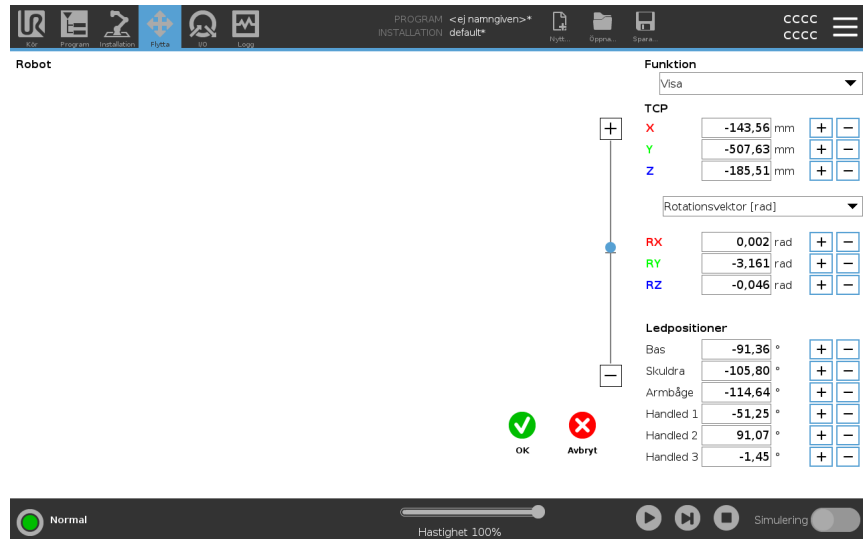 PROGRAM <ej namngiven>*
INSTALLATION default*
Kör Program Installation Flytta I/O Logg
Nytt... Öppna... Spara...
cccc
cccc
Robot
Funktion
Visa
TCP
X -143,56 mm
Y -507,63 mm
Z -185,51 mm
Rotationsvektor [rad]
RX 0,002 rad
RY -3,161 rad
RZ -0,046 rad
Ledpositioner
Bas -91,36 °
Skuldra -105,80 °
Armbåge -114,64 °
Handled 1 -51,25 °
Handled 2 91,07 °
Handled 3 -1,45 °
OK Avbryt
Normal
Hastighet 100%
Simulering